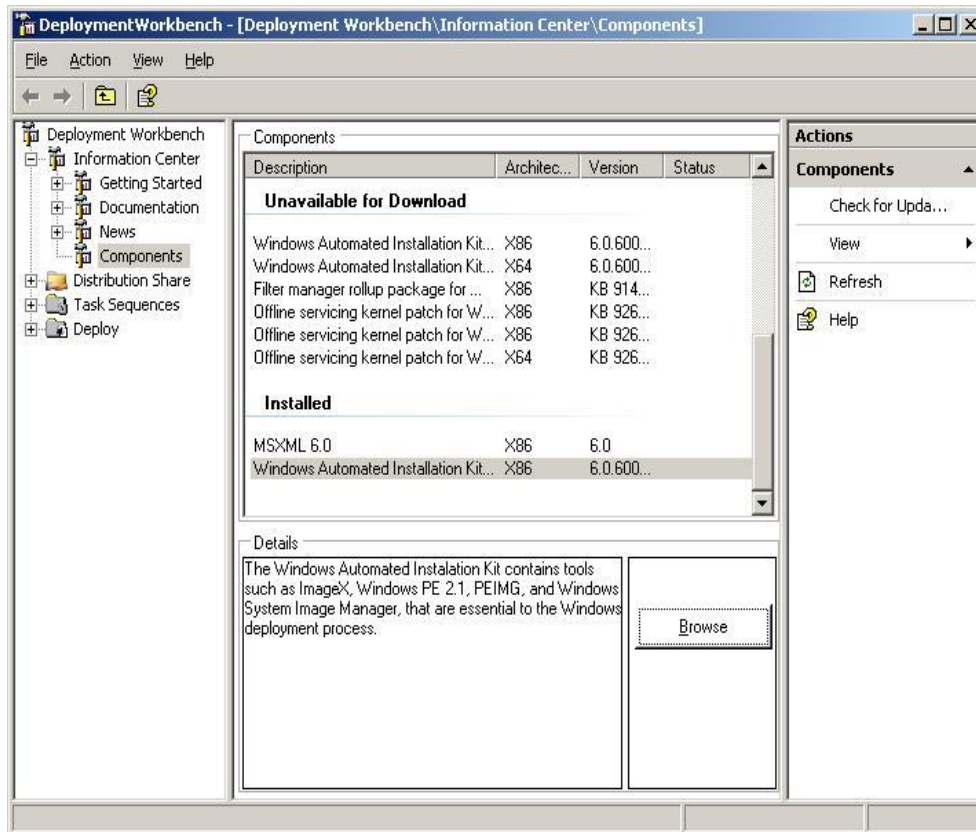 DeploymentWorkbench - [Deployment Workbench\Information Center\Components]
File Action View Help
Deployment Workbench
Information Center
Getting Started
Documentation
News
Components
Distribution Share
Task Sequences
Deploy
Components
Description Architec... Version Status
Unavailable for Download
Windows Automated Installation Kit... X86 6.0.600...
Windows Automated Installation Kit... X64 6.0.600...
Filter manager rollup package for ... X86 KB 914...
Offline servicing kernel patch for W... X86 KB 926...
Offline servicing kernel patch for W... X86 KB 926...
Offline servicing kernel patch for W... X64 KB 926...
Installed
MSXML 6.0 X86 6.0
Windows Automated Installation Kit... X86 6.0.600...
Details
The Windows Automated Instalation Kit contains tools
such as ImageX, Windows PE 2.1, PEIMG, and Windows
System Image Manager, that are essential to the Windows
deployment process.
Browse
Actions
Components
Check for Upda...
View
Refresh
Help